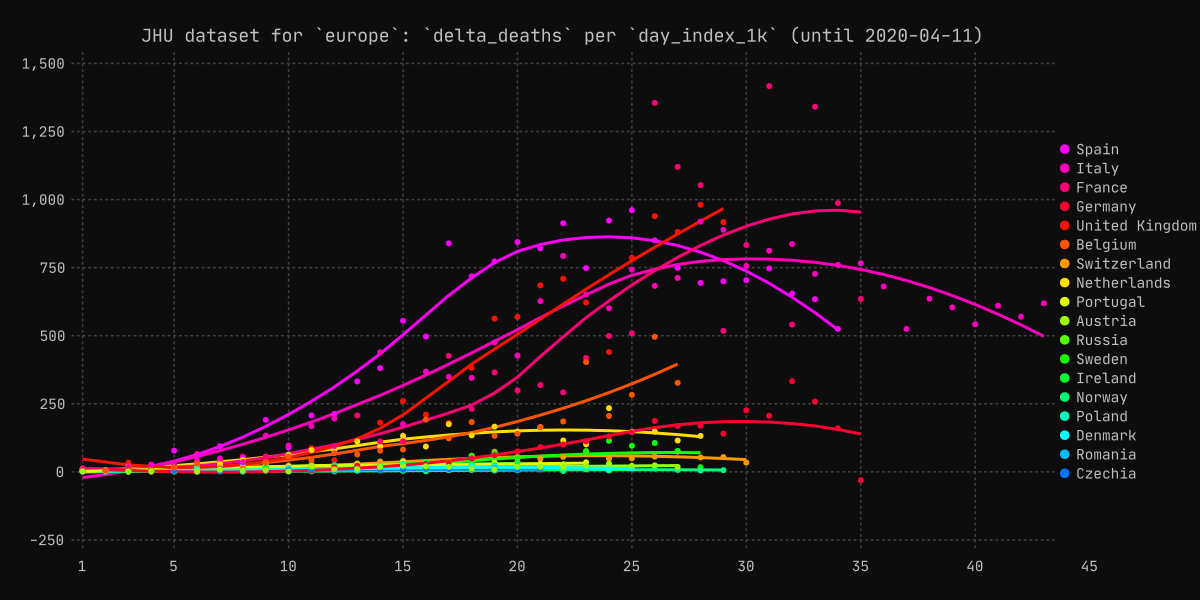 JHU dataset for `europe`: `delta_deaths` per `day_index_1k` (until 2020-04-11)
1,500
1,250
1,000
750
500
250
0
−250
1 5 10 15 20 25 30 35 40 45
Spain
Italy
France
Germany
United Kingdom
Belgium
Switzerland
Netherlands
Portugal
Austria
Russia
Sweden
Ireland
Norway
Poland
Denmark
Romania
Czechia